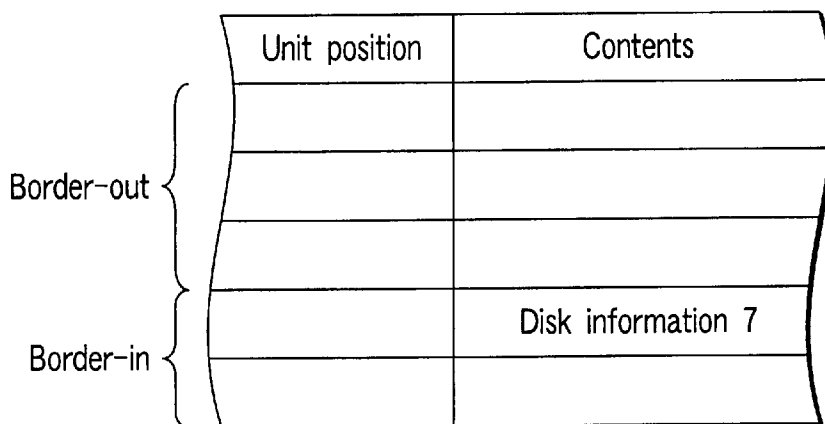 Unit position
Contents
Border-out
Disk information 7
Border-in